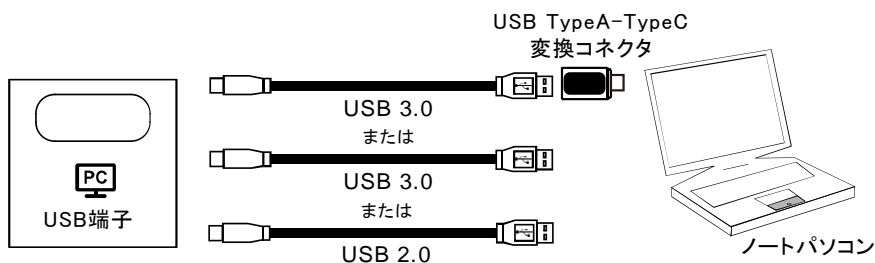 USB TypeA-TypeC
変換コネクタ
USB 3.0
または
PC
USB 3.0
USB端子
または
USB 2.0
ノートパソコン